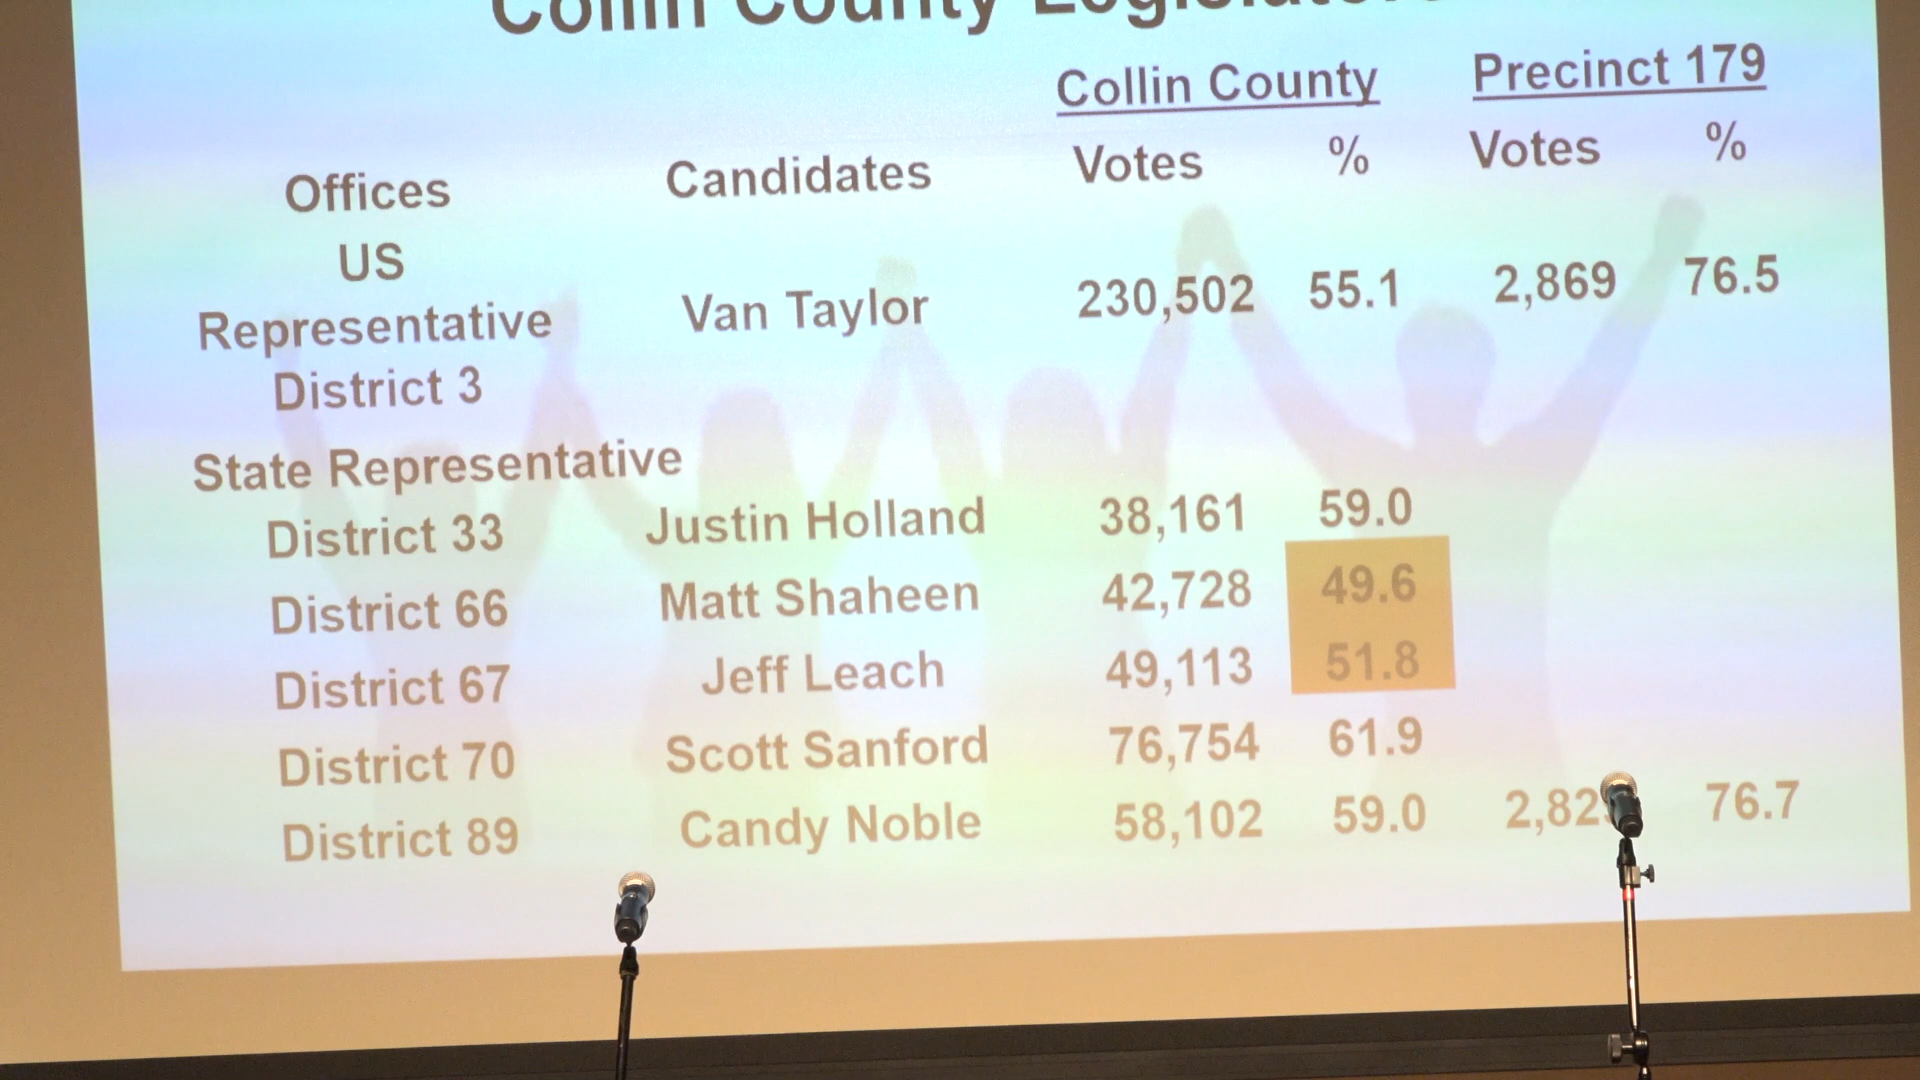 Collin County Legislators
Collin County Precinct 179
Offices Candidates Votes % Votes %
US
Representative Van Taylor 230,502 55.1 2,869 76.5
District 3
State Representative
District 33 Justin Holland 38,161 59.0
District 66 Matt Shaheen 42,728 49.6
District 67 Jeff Leach 49,113 51.8
District 70 Scott Sanford 76,754 61.9
District 89 Candy Noble 58,102 59.0 76.7